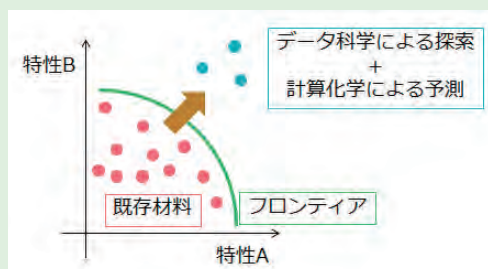 特性B
データ科学による探索
+
計算化学による予測
既存材料
フロンティア
特性A